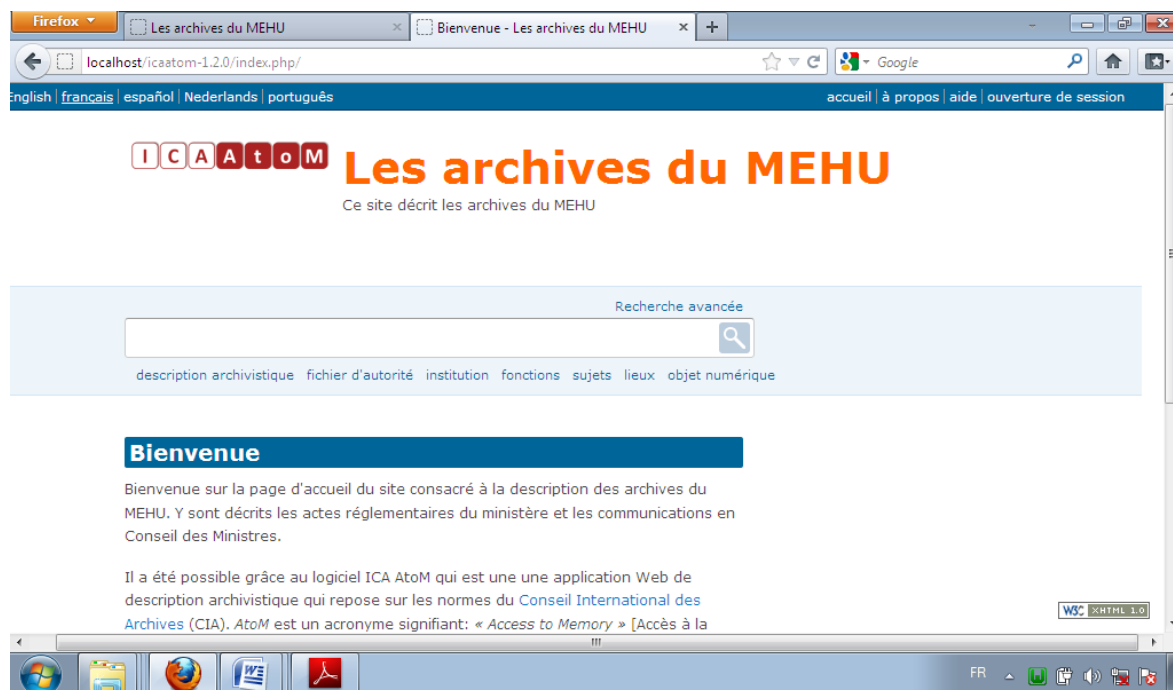 Firefox
Les archives du MEHU
Bienvenue - Les archives du MEHU
localhost/icaatom-1.2.0/index.php/
Google
English | français | español | Nederlands | português
accueil | à propos | aide | ouverture de session
ICAAtoM
Les archives du MEHU
Ce site décrit les archives du MEHU
Recherche avancée
description archivistique fichier d'autorité institution fonctions sujets lieux objet numérique
Bienvenue
Bienvenue sur la page d'accueil du site consacré à la description des archives du
MEHU. Y sont décrits les actes réglementaires du ministère et les communications en
Conseil des Ministres.
Il a été possible grâce au logiciel ICA AtoM qui est une une application Web de
description archivistique qui repose sur les normes du Conseil International des
Archives (CIA). AtoM est un acronyme signifiant: « Access to Memory » [Accès à la
W3C XHTML 1.0
FR